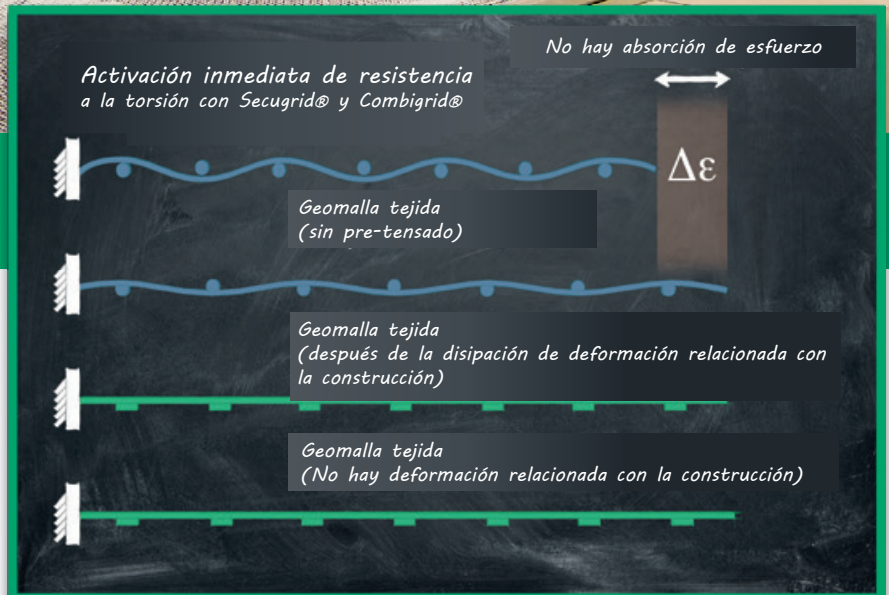 No hay absorción de esfuerzo
Activación inmediata de resistencia
a la torsión con Secugrid® y Combigrid®
Δε
Geomalla tejida
(sin pre-tensado)
Geomalla tejida
(después de la disipación de deformación relacionada con
la construcción)
Geomalla tejida
(No hay deformación relacionada con la construcción)